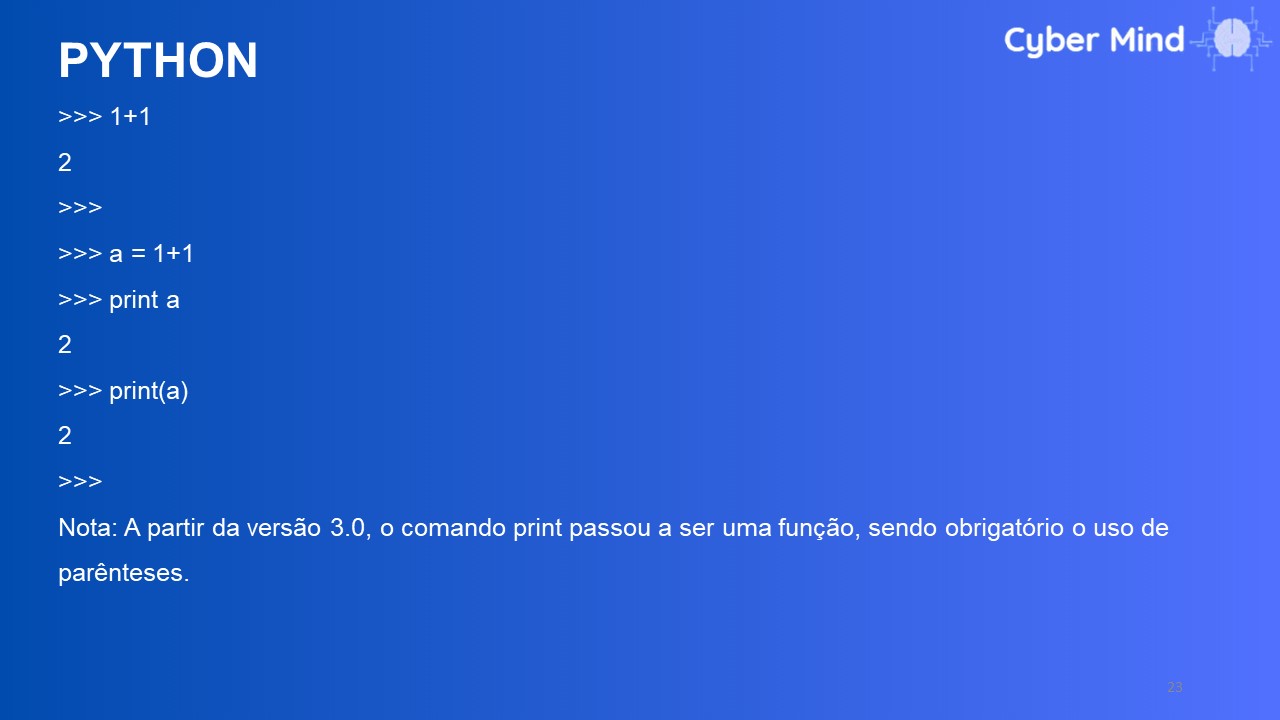 PYTHON
Cyber Mind
>>> 1+1
2
>>>
>>> a = 1+1
>>> print a
2
>>> print(a)
2
>>>
Nota: A partir da versão 3.0, o comando print passou a ser uma função, sendo obrigatório o uso de
parênteses.
23